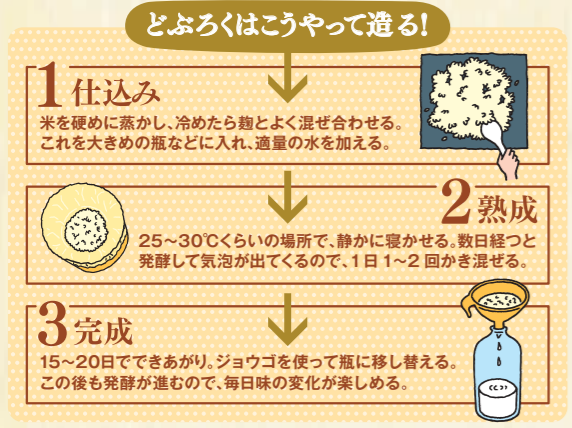 どぶろくはこうやって造る!
1 仕込み
米を硬めに蒸かし、冷めたら麹とよく混ぜ合わせる。
これを大きめの瓶などに入れ、適量の水を加える。
2 熟成
25〜30℃くらいの場所で、静かに寝かせる。数日経つと
発酵して気泡が出てくるので、1日1〜2回かき混ぜる。
3 完成
15〜20日でできあがり。ジョウゴを使って瓶に移し替える。
この後も発酵が進むので、毎日味の変化が楽しめる。